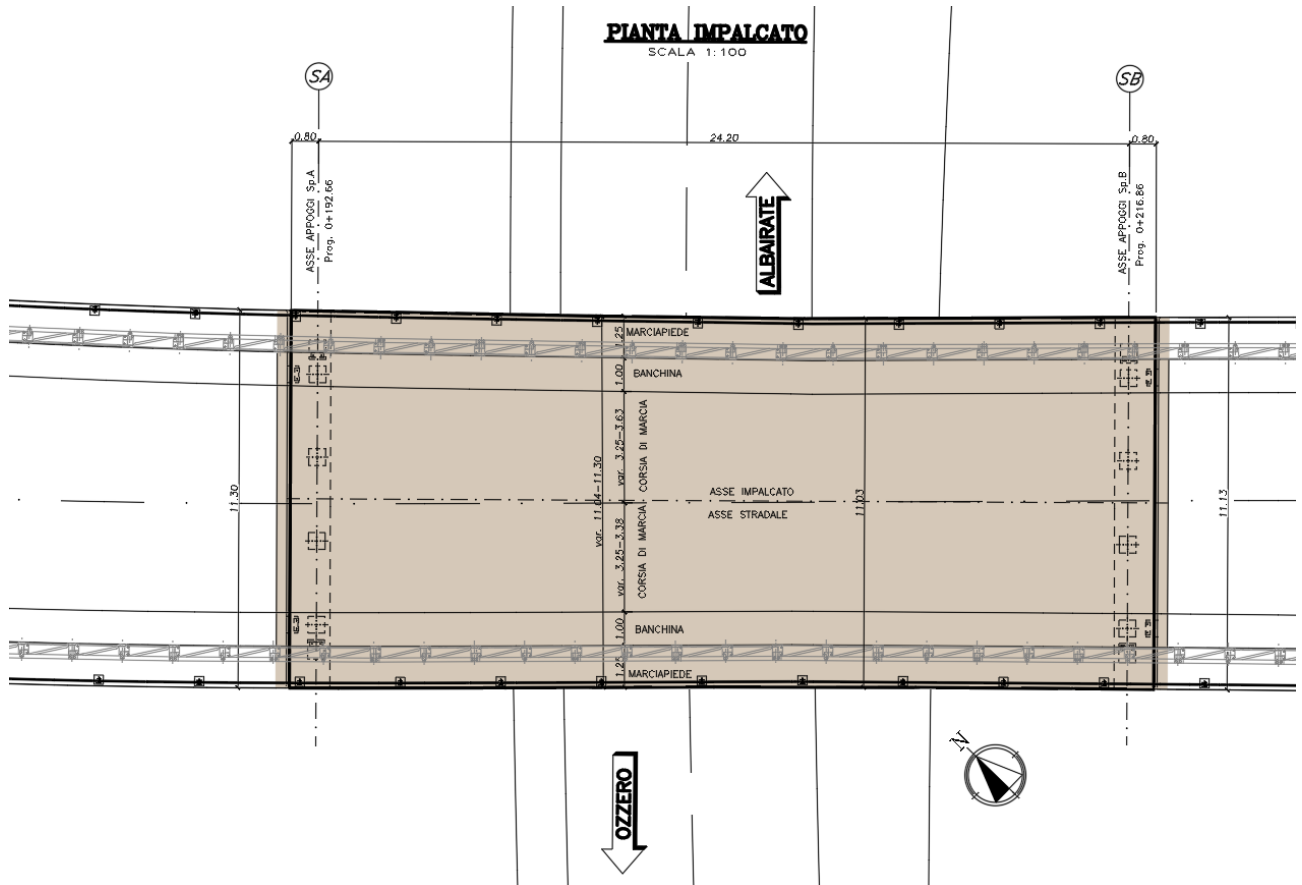 PIANTA IMPALCATO
SCALA 1:100
SA
SB
0.80
24.20
0.80
ASSE APPOGGI Sp.A
Prog. 0+192.66
ALBAIRATE
ASSE APPOGGI Sp.B
Prog. 0+216.86
1.25
MARCIAPIEDE
1.00
BANCHINA
var. 3.25-3.63
CORSIA DI MARCIA
11.30
var. 11.04-11.30
ASSE IMPALCATO
ASSE STRADALE
11.03
11.13
var. 3.25-3.38
CORSIA DI MARCIA
1.00
BANCHINA
1.25
MARCIAPIEDE
OZZERO
N